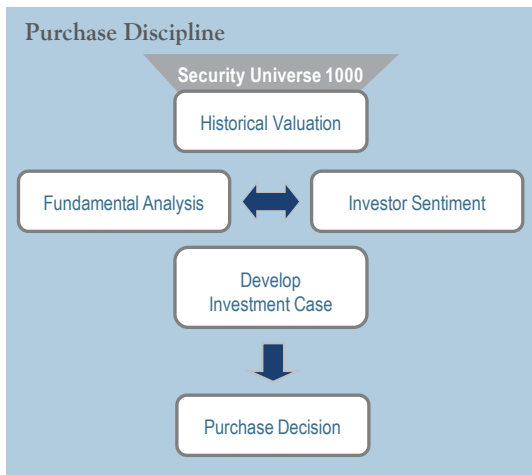 Purchase Discipline
Security Universe 1000
Historical Valuation
Fundamental Analysis
Investor Sentiment
Develop
Investment Case
Purchase Decision